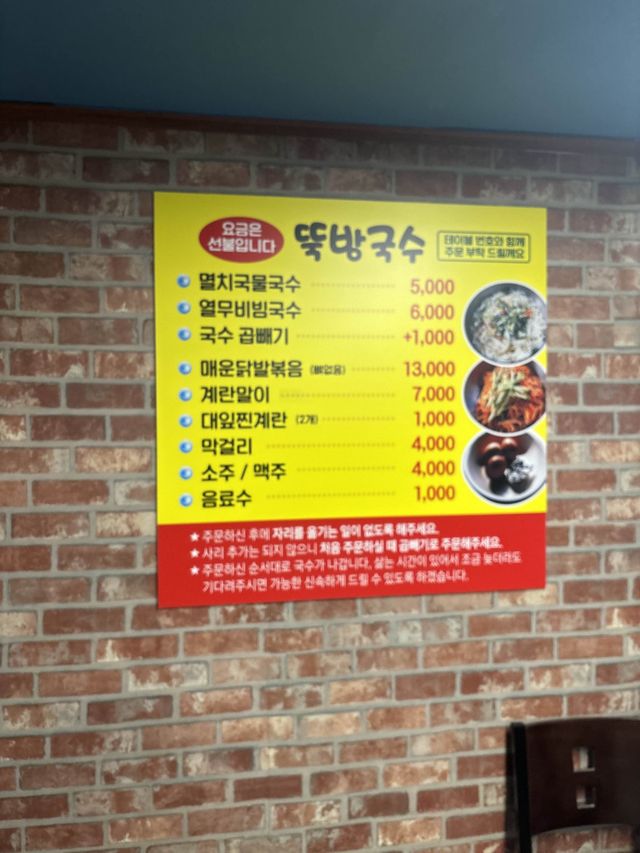 요금은
선불입니다
뚝방국수
테이블 번호와 함께
주문 부탁 드릴께요
멸치국물국수 5,000
열무비빙국수 6,000
국수 곱빼기 +1,000
매운닭발볶음 (뼈없음) 13,000
계란말이 7,000
대잎찐계란 (2개) 1,000
막걸리 4,000
소주 / 맥주 4,000
음료수 1,000
★ 주문하신 후에 자리를 옮기는 일이 없도록 해주세요.
★ 사리 추가는 되지 않으니 처음 주문하실 때 곱빼기로 주문해주세요.
★ 주문하신 순서대로 국수가 나갑니다. 삶는 시간이 있어서 조금 늦더라도
기다려주시면 가능한 신속하게 드릴 수 있도록 하겠습니다.